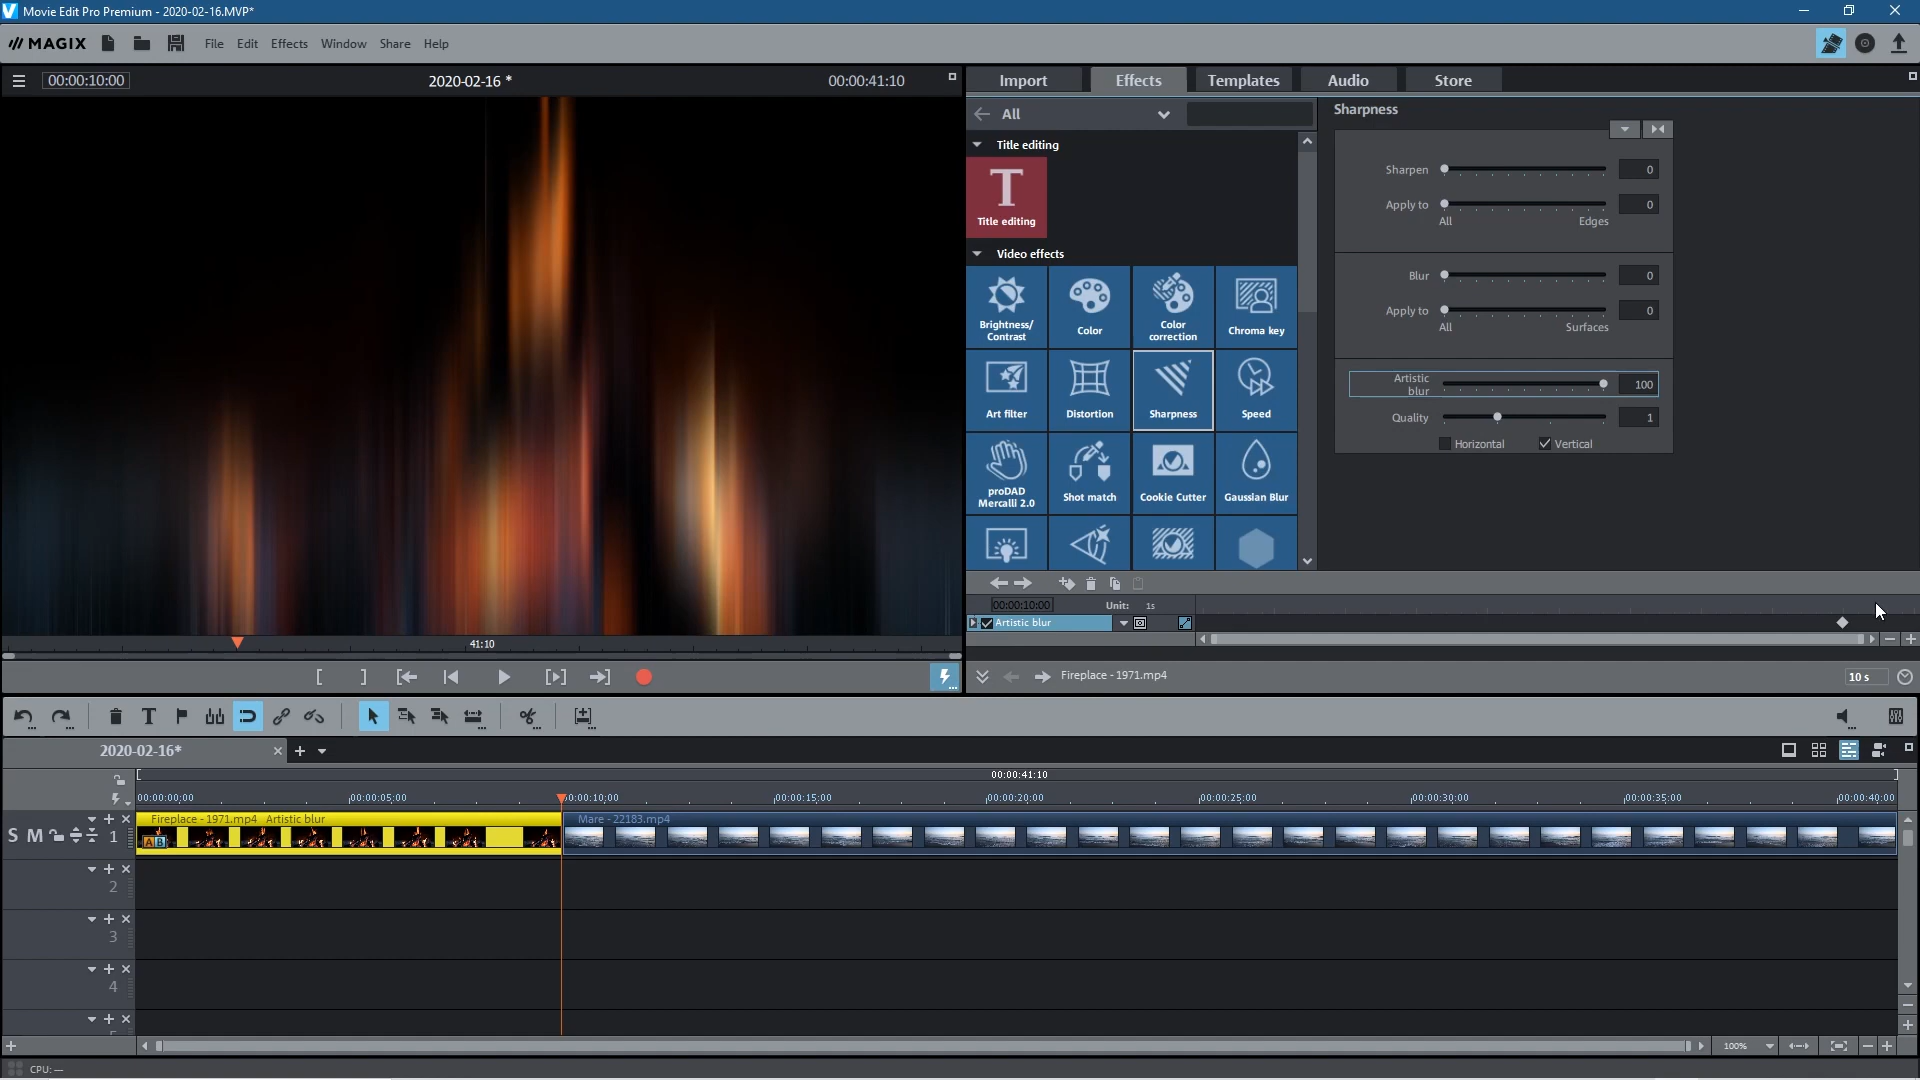 Movie Edit Pro Premium - 2020-02-16.MVP*
MAGIX File Edit Effects Window Share Help
00:00:10:00 2020-02-16 * 00:00:41:10
Import Effects Templates Audio Store
All
Sharpness
Title editing
T
Title editing
Video effects
Brightness/
Contrast
Color
Color
correction
Chroma key
Art filter
Distortion
Sharpness
Speed
proDAD
Mercalli 2.0
Shot match
Cookie Cutter
Gaussian Blur
Sharpen 0
Apply to 0
All Edges
Blur 0
Apply to 0
All Surfaces
Artistic
blur 100
Quality 1
Horizontal Vertical
00:00:10:00 Unit: 1s
Artistic blur
41:10
Fireplace - 1971.mp4 10 s
2020-02-16*
00:00:41:10
00:00:00:00 00:00:05:00 00:00:10:00 00:00:15:00 00:00:20:00 00:00:25:00 00:00:30:00 00:00:35:00 00:00:40:00
Fireplace - 1971.mp4 Artistic blur Mare - 22183.mp4
S M 1
A B
2
3
4
100%
CPU: —